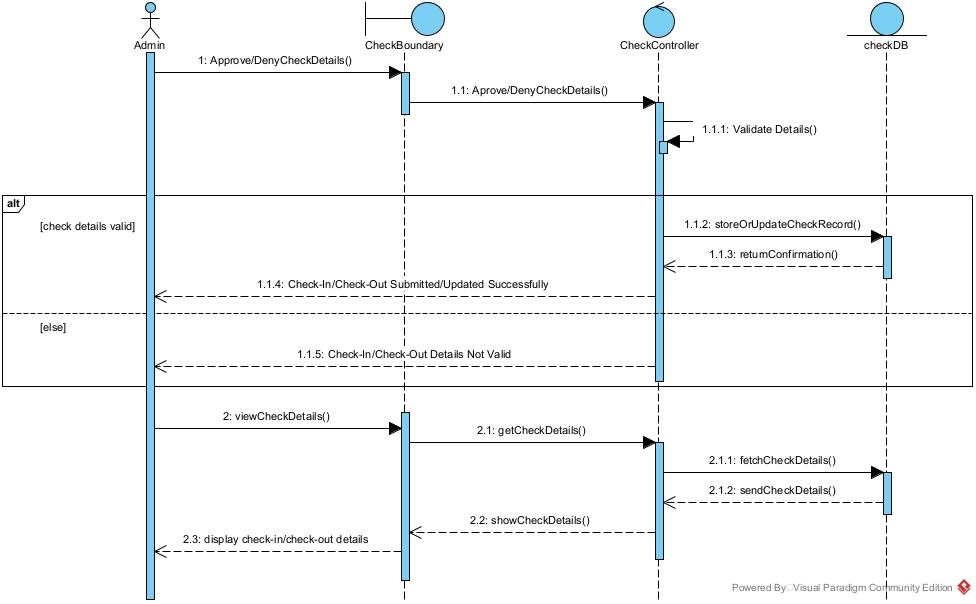 Admin
CheckBoundary
CheckController
checkDB
1: Approve/DenyCheckDetails()
1.1: Aprove/DenyCheckDetails()
1.1.1: Validate Details()
alt
[check details valid]
1.1.2: storeOrUpdateCheckRecord()
1.1.3: returnConfirmation()
1.1.4: Check-In/Check-Out Submitted/Updated Successfully
[else]
1.1.5: Check-In/Check-Out Details Not Valid
2: viewCheckDetails()
2.1: getCheckDetails()
2.1.1: fetchCheckDetails()
2.1.2: sendCheckDetails()
2.2: showCheckDetails()
2.3: display check-in/check-out details
Powered By Visual Paradigm Community Edition